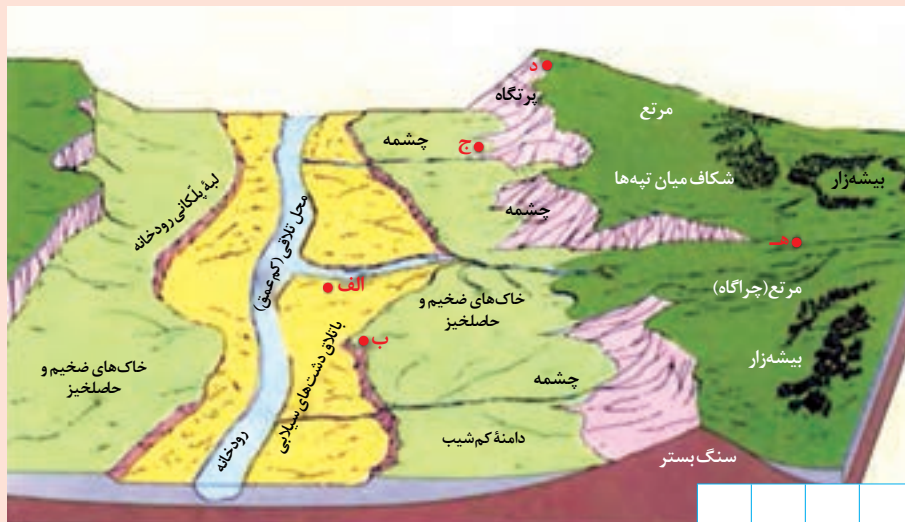 د
پرتگاه
مرتع
چشمه
ج
شکاف میان تپه‌ها
بیشه‌زار
لبهٔ پلکانی رودخانه
چشمه
محل تلاقی (کم‌عمق)
هـ
الف
مرتع (چراگاه)
خاک‌های ضخیم و
حاصلخیز
ب
باتلاق دشت‌های سیلابی
بیشه‌زار
خاک‌های ضخیم و
حاصلخیز
چشمه
رودخانه
دامنهٔ کم‌شیب
سنگ بستر